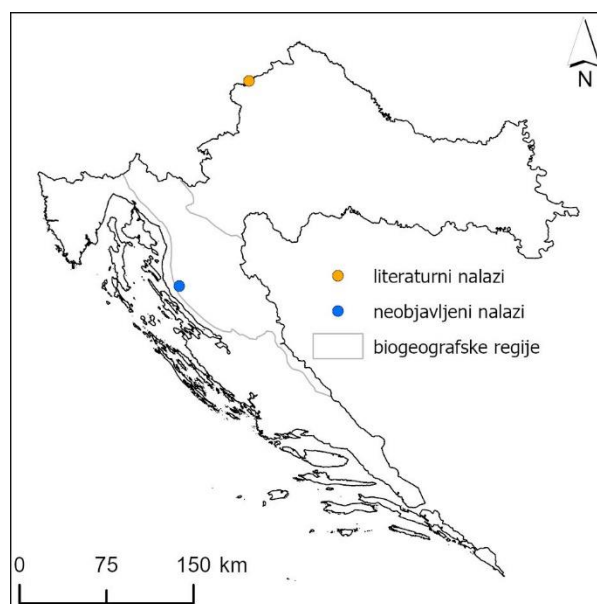 N
literaturni nalazi
neobjavljeni nalazi
biogeografske regije
0 75 150 km